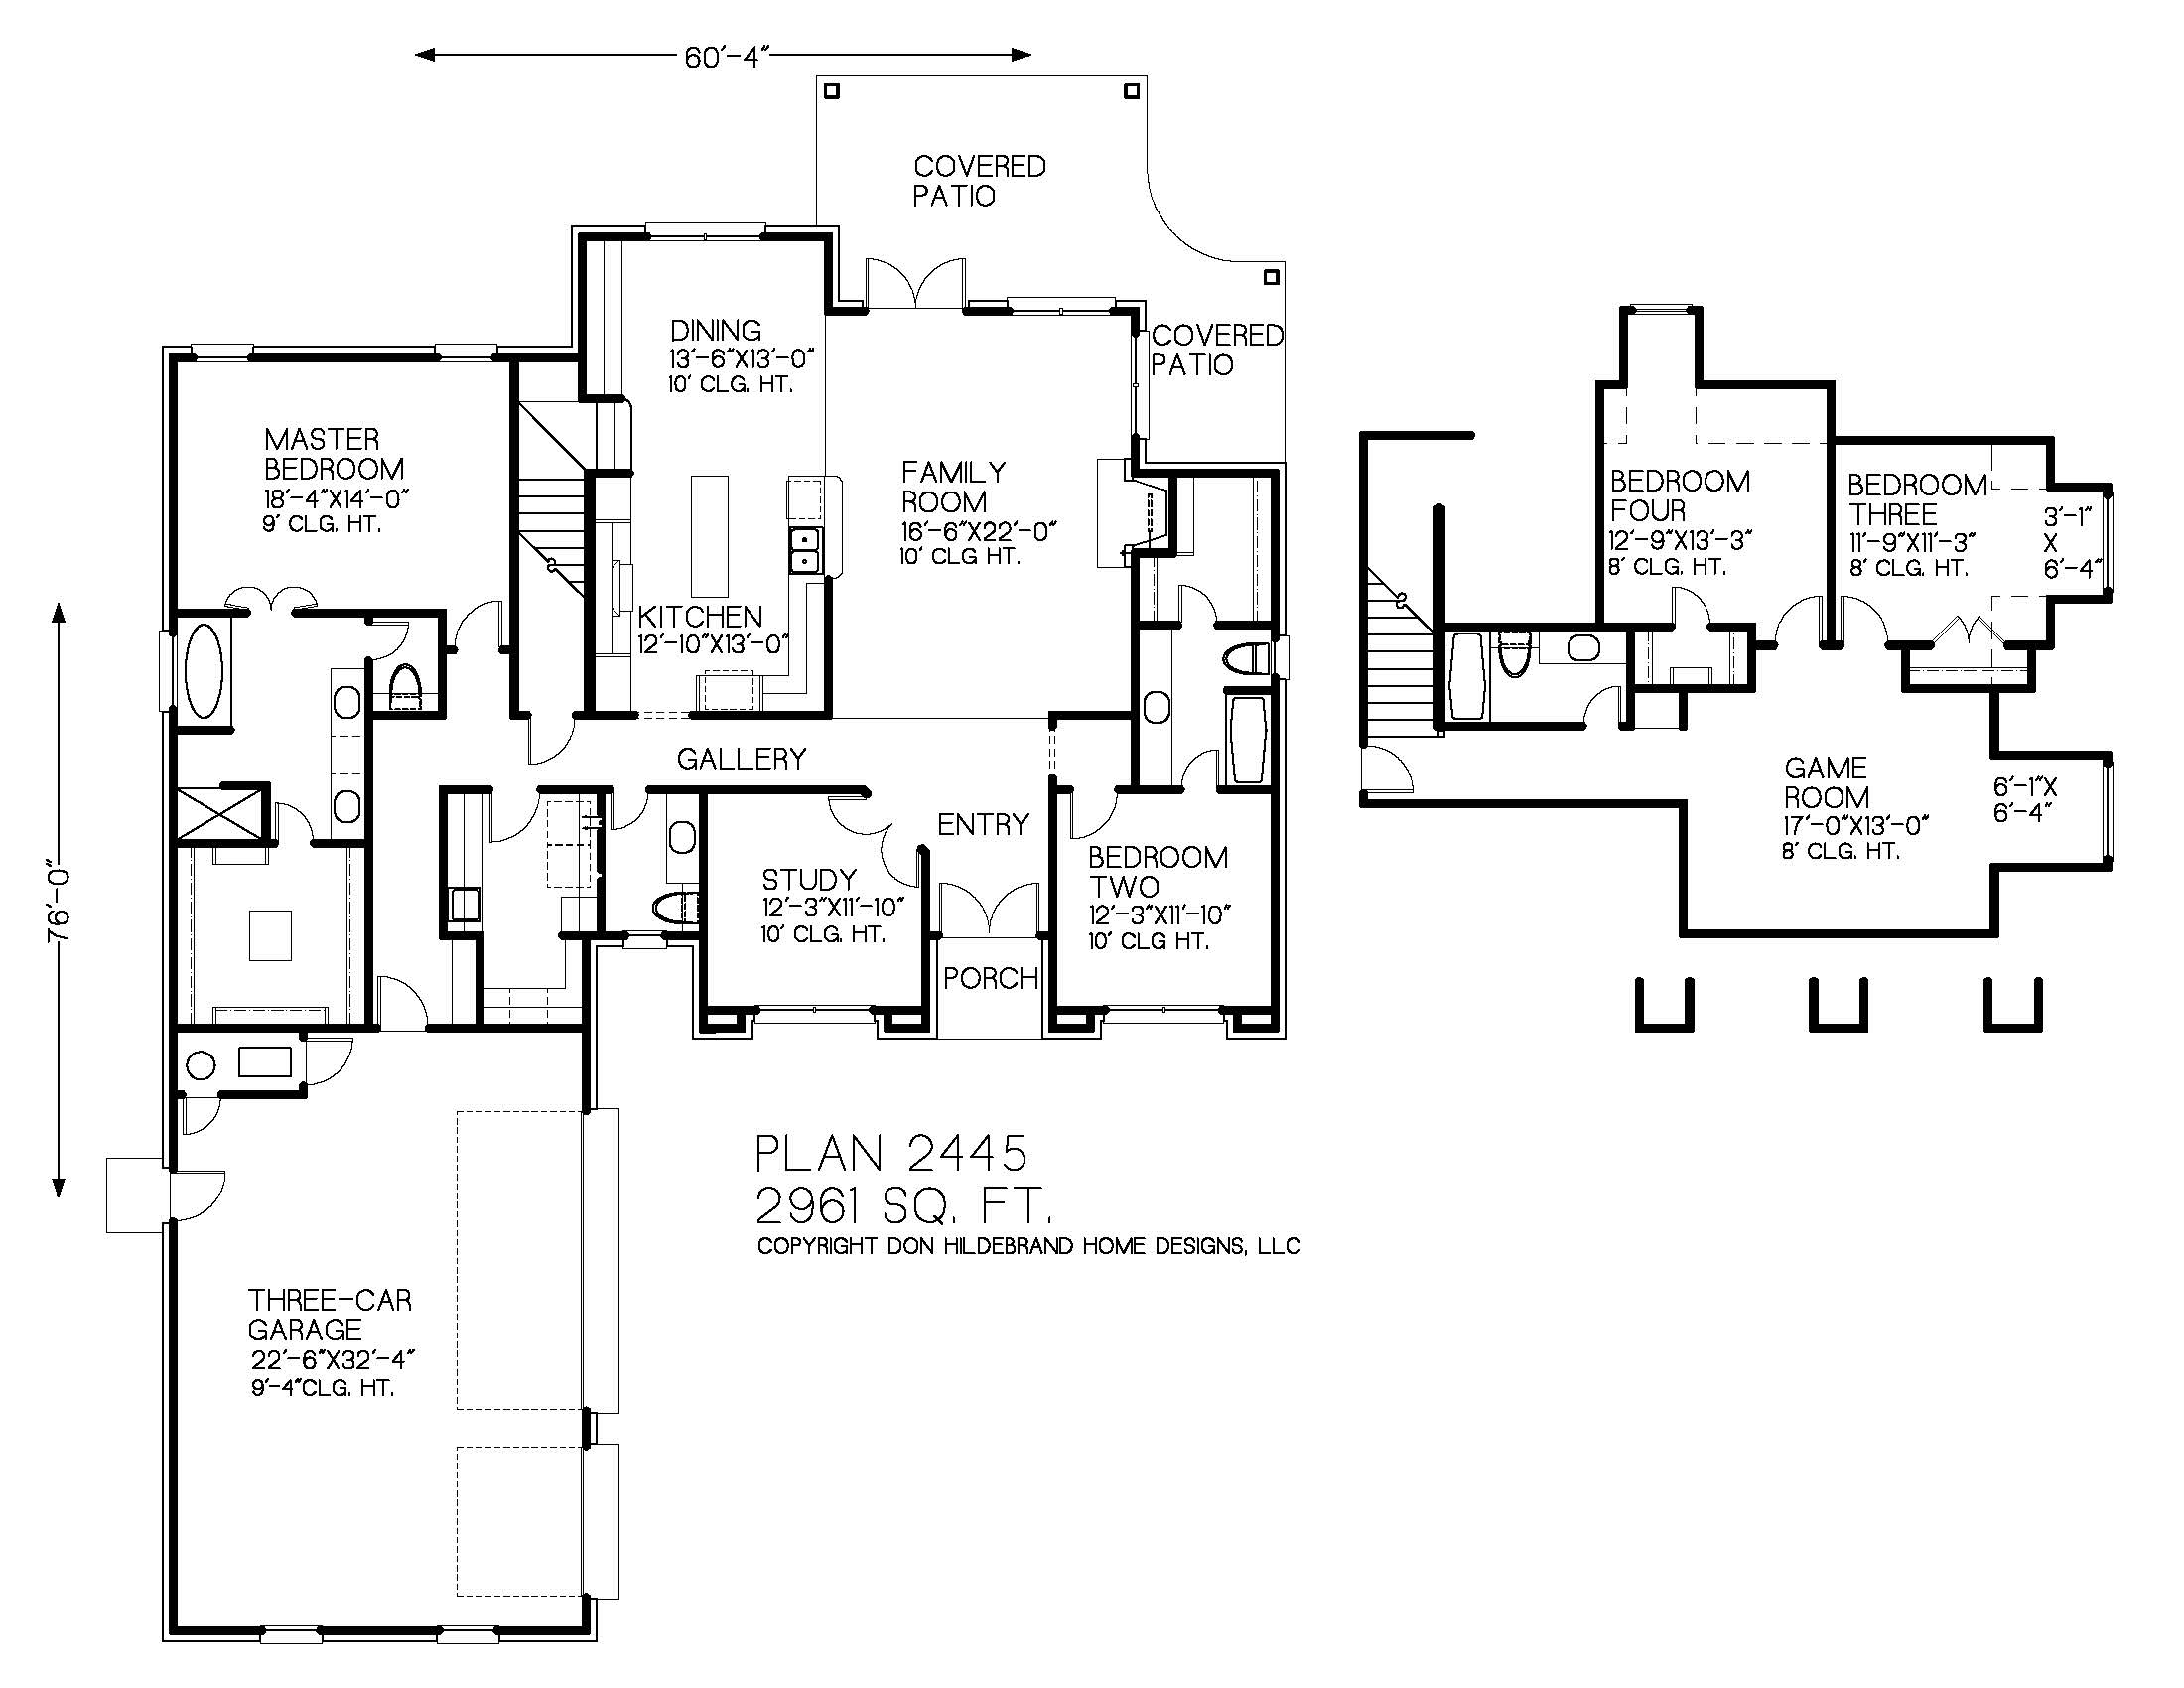 60'-4"
COVERED
PATIO
COVERED
PATIO
DINING
13'-6"X13'-0"
10' CLG. HT.
MASTER
BEDROOM
18'-4"X14'-0"
9' CLG. HT.
FAMILY
ROOM
16'-6"X22'-0"
10' CLG HT.
KITCHEN
12'-10"X13'-0"
GALLERY
ENTRY
STUDY
12'-3"X11'-10"
10' CLG. HT.
BEDROOM
TWO
12'-3"X11'-10"
10' CLG HT.
PORCH
76'-0"
THREE-CAR
GARAGE
22'-6"X32'-4"
9'-4"CLG. HT.
BEDROOM
FOUR
12'-9"X13'-3"
8' CLG. HT.
BEDROOM
THREE
11'-9"X11'-3"
8' CLG. HT.
3'-1"
X
6'-4"
GAME
ROOM
17'-0"X13'-0"
8' CLG. HT.
6'-1"X
6'-4"
PLAN 2445
2961 SQ. FT.
COPYRIGHT DON HILDEBRAND HOME DESIGNS, LLC